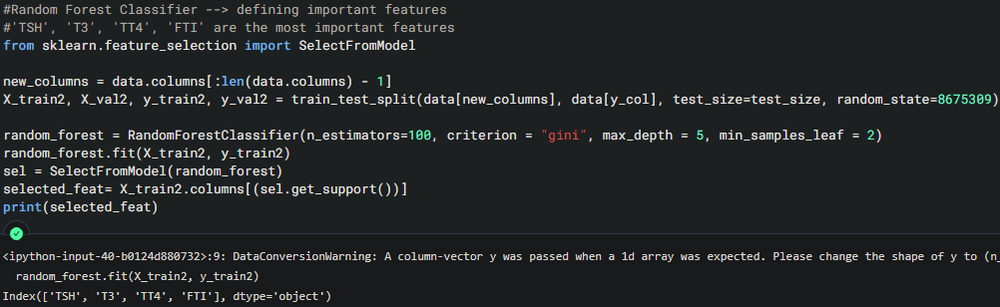 #Random Forest Classifier --> defining important features
#'TSH', 'T3', 'TT4', 'FTI' are the most important features
from sklearn.feature_selection import SelectFromModel
new_columns = data.columns[:len(data.columns) - 1]
X_train2, X_val2, y_train2, y_val2 = train_test_split(data[new_columns], data[y_col], test_size=test_size, random_state=8675309)
random_forest = RandomForestClassifier(n_estimators=100, criterion = "gini", max_depth = 5, min_samples_leaf = 2)
random_forest.fit(X_train2, y_train2)
sel = SelectFromModel(random_forest)
selected_feat= X_train2.columns[(sel.get_support())]
print(selected_feat)
<ipython-input-40-b0124d880732>:9: DataConversionWarning: A column-vector y was passed when a 1d array was expected. Please change the shape of y to (n_
random_forest.fit(X_train2, y_train2)
Index(['TSH', 'T3', 'TT4', 'FTI'], dtype='object')